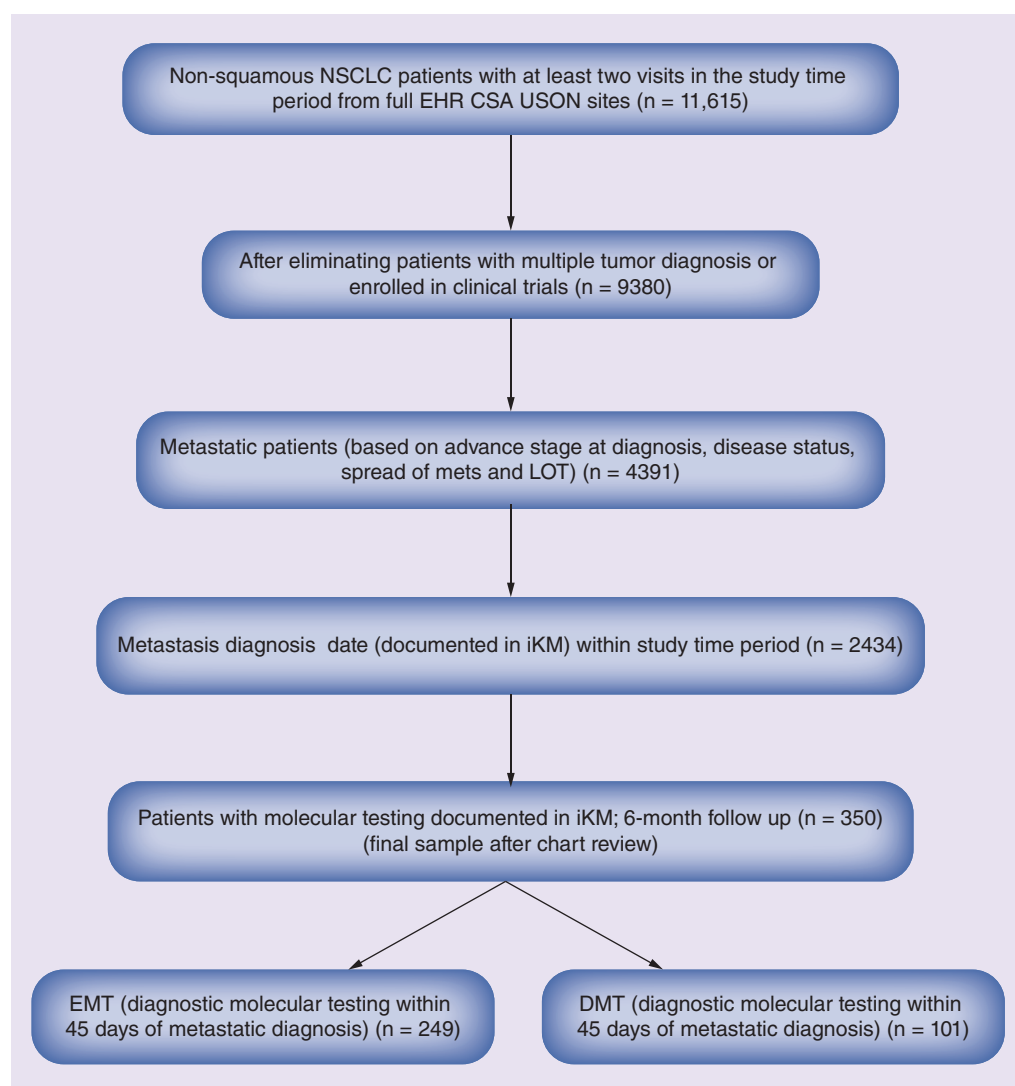 Non-squamous NSCLC patients with at least two visits in the study time
period from full EHR CSA USON sites (n = 11,615)
After eliminating patients with multiple tumor diagnosis or
enrolled in clinical trials (n = 9380)
Metastatic patients (based on advance stage at diagnosis, disease status,
spread of mets and LOT) (n = 4391)
Metastasis diagnosis date (documented in iKM) within study time period (n = 2434)
Patients with molecular testing documented in iKM; 6-month follow up (n = 350)
(final sample after chart review)
EMT (diagnostic molecular testing within
45 days of metastatic diagnosis) (n = 249)
DMT (diagnostic molecular testing within
45 days of metastatic diagnosis) (n = 101)